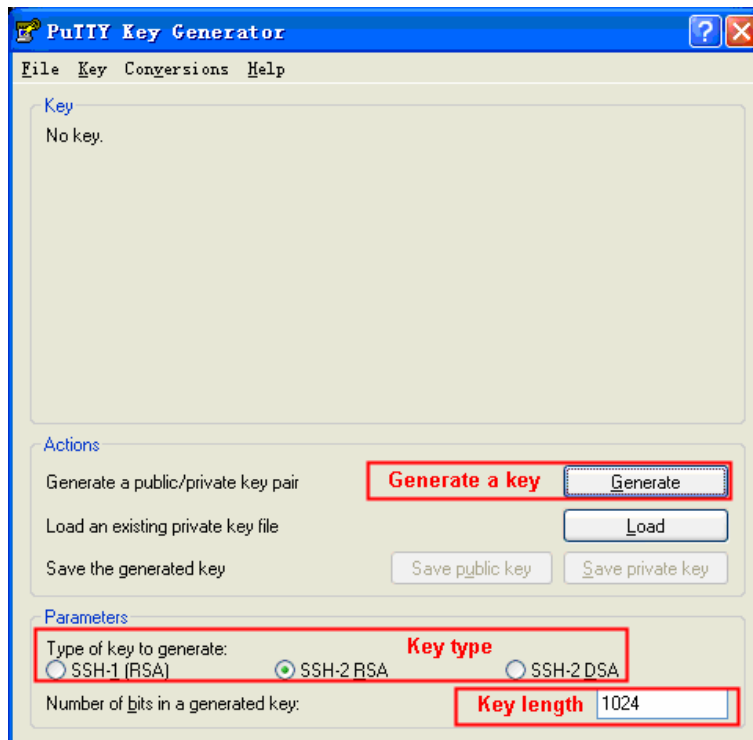 PuTTY Key Generator
File Key Conversions Help
Key
No key.
Actions
Generate a public/private key pair Generate a key Generate
Load an existing private key file Load
Save the generated key Save public key Save private key
Parameters
Type of key to generate: Key type
SSH-1 (RSA) SSH-2 RSA SSH-2 DSA
Number of bits in a generated key: Key length 1024